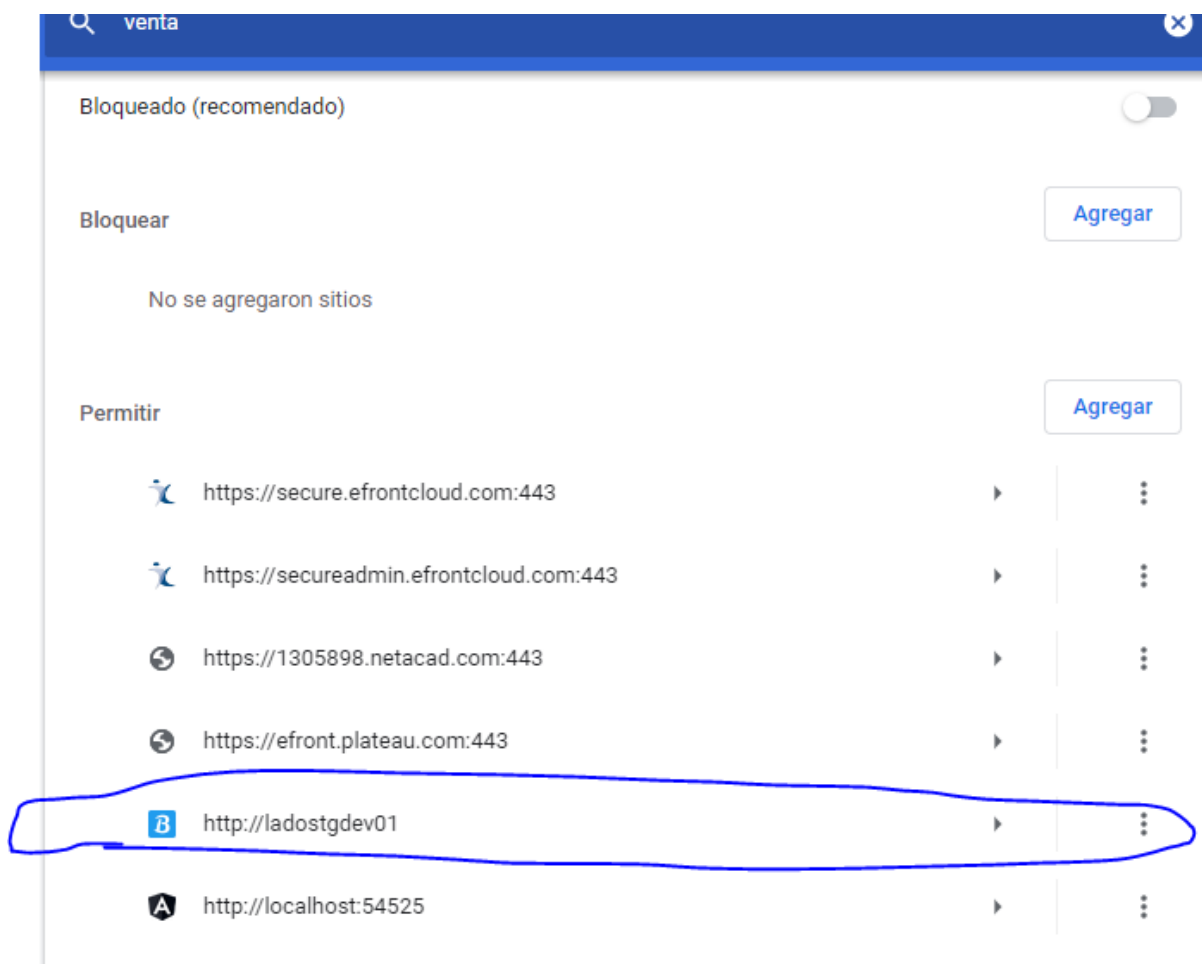 venta
Bloqueado (recomendado)
Bloquear
Agregar
No se agregaron sitios
Permitir
Agregar
https://secure.efrontcloud.com:443
https://secureadmin.efrontcloud.com:443
https://1305898.netacad.com:443
https://efront.plateau.com:443
B http://ladostgdev01
A http://localhost:54525